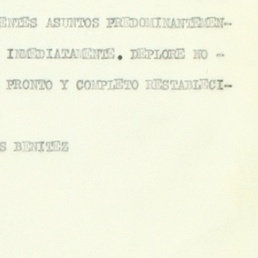 ENTES ASUNTOS PREDOMINANTEMEN-
INMEDIATAMENTE. DEPLORE NO -
PRONTO Y COMPLETO RESTABLECI-
S BENITEZ